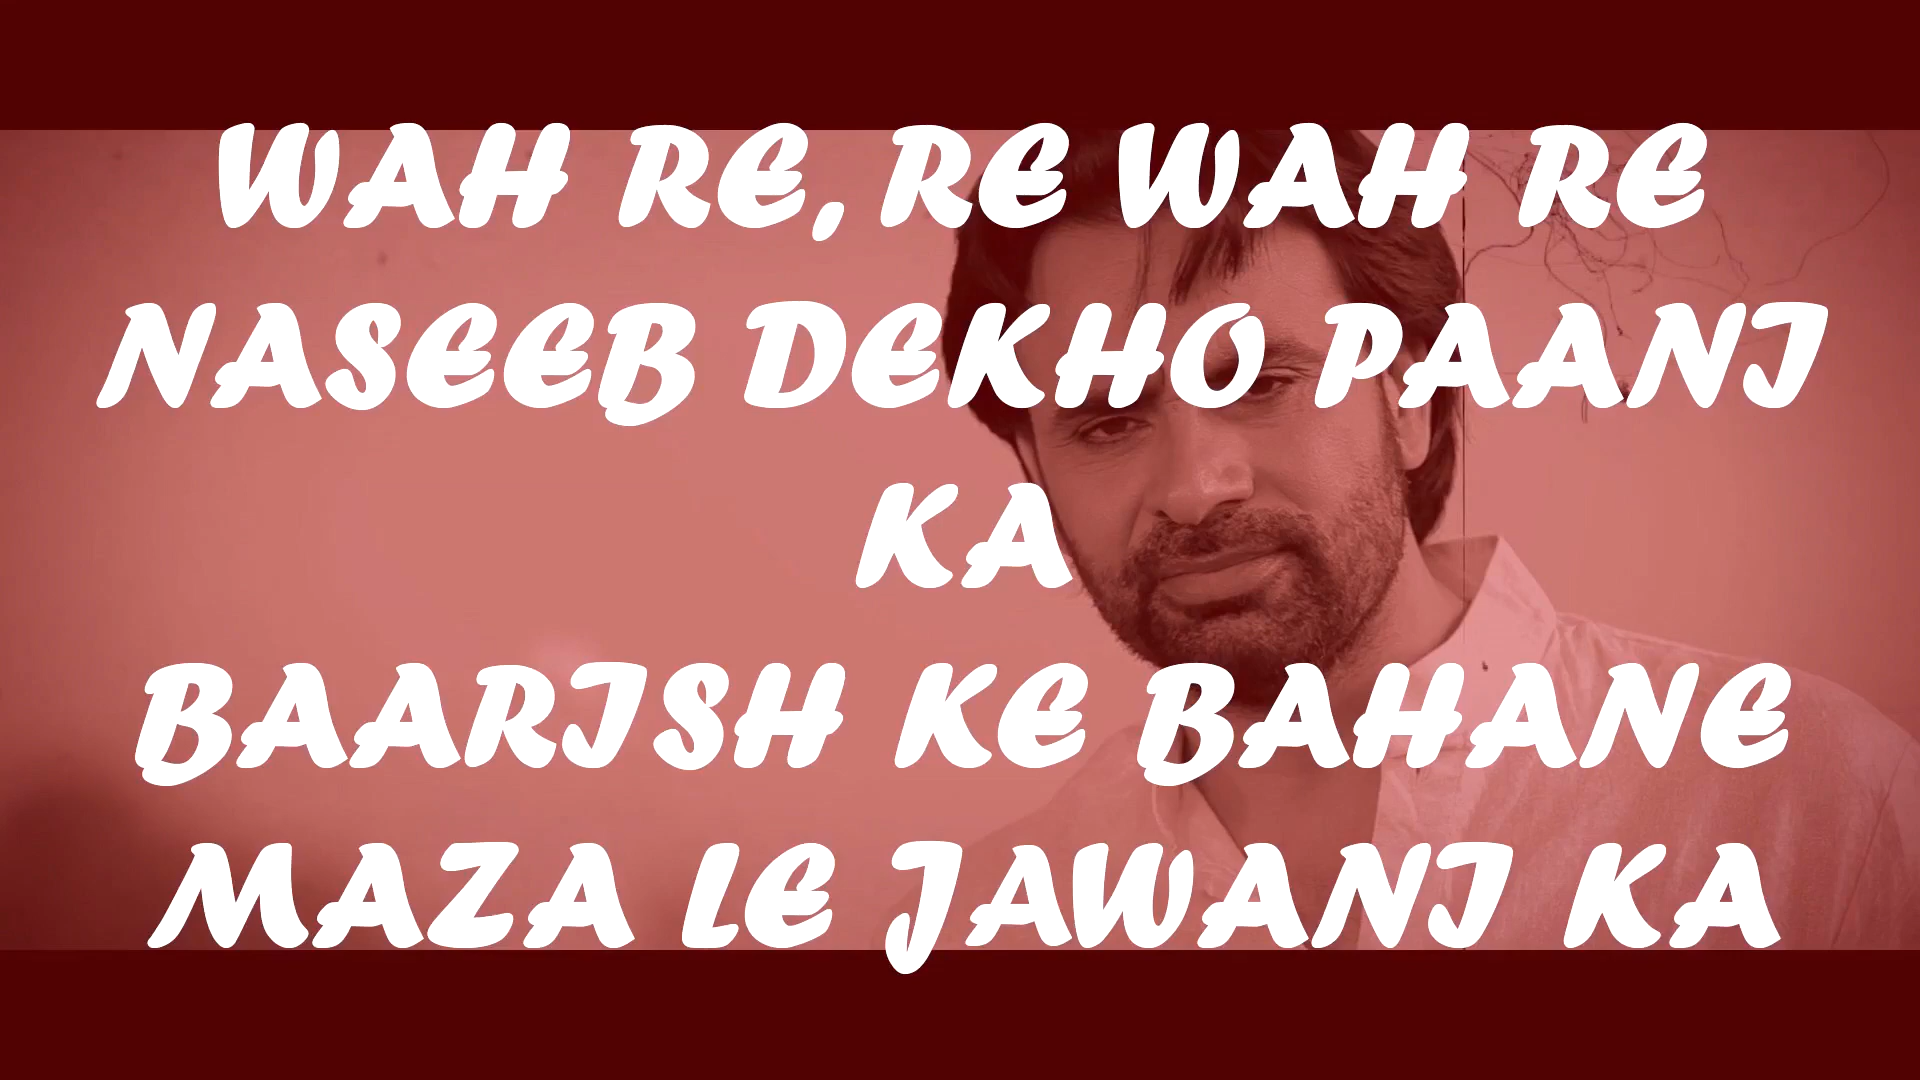 WAH RE, RE WAH RE
NASEEB DEKHO PAANI
KA
BAARISH KE BAHANE
MAZA LE JAWANI KA